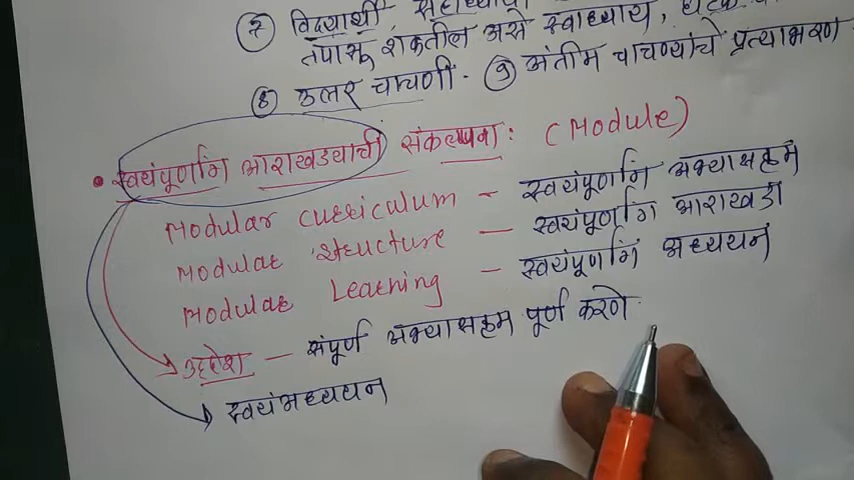 (7) विद्यार्थी
तपासू शकतील असे स्वाध्याय,
(8) उत्तर चाचणी. (9) अंतीम चाचण्यांचे प्रत्याभरण
• स्वयंपूर्णांग आराखड्याची संकल्पना : (Module)
Modular curriculum - स्वयंपूर्णांग अभ्यासक्रम
Modular structure — स्वयंपूर्णांग आराखडा
Modular Learning - स्वयंपूर्णांग अध्ययन
उद्देश — संपूर्ण अभ्यासक्रम पूर्ण करणे.
स्वयंअध्ययन